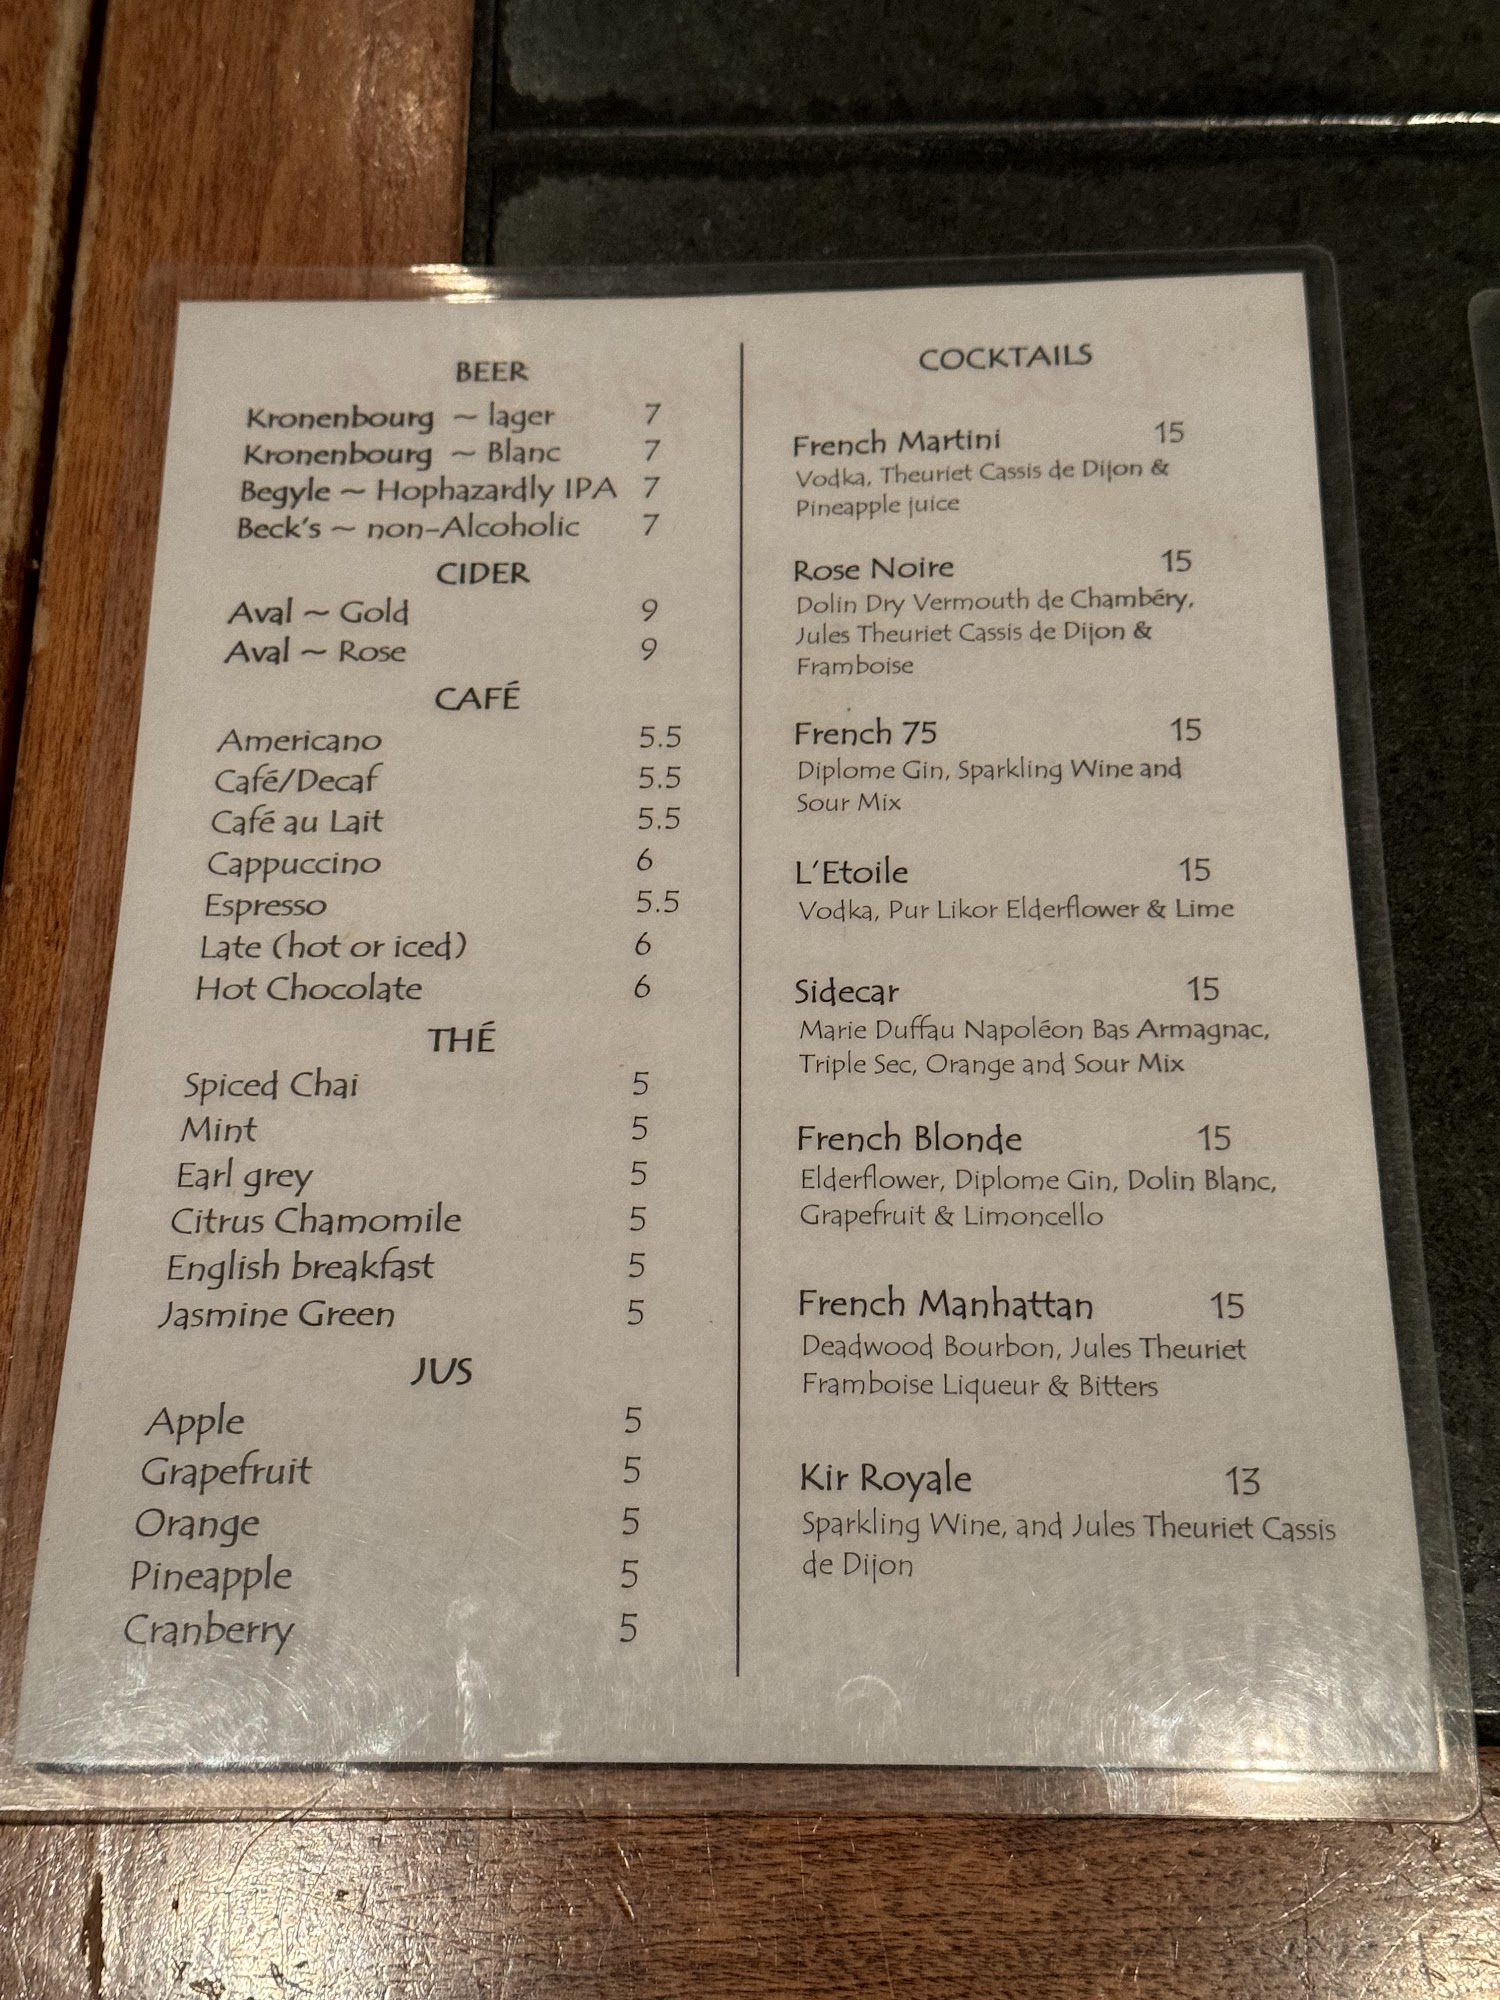 BEER
Kronenbourg ~ lager 7
Kronenbourg ~ Blanc 7
Begyle ~ Hophazardly IPA 7
Beck's ~ non-Alcoholic 7
CIDER
Aval ~ Gold 9
Aval ~ Rose 9
CAFÉ
Americano 5.5
Café/Decaf 5.5
Café au Lait 5.5
Cappuccino 6
Espresso 5.5
Late (hot or iced) 6
Hot Chocolate 6
THÉ
Spiced Chai 5
Mint 5
Earl grey 5
Citrus Chamomile 5
English breakfast 5
Jasmine Green 5
JUS
Apple 5
Grapefruit 5
Orange 5
Pineapple 5
Cranberry 5
COCKTAILS
French Martini 15
Vodka, Theuriet Cassis de Dijon &
Pineapple juice
Rose Noire 15
Dolin Dry Vermouth de Chambéry,
Jules Theuriet Cassis de Dijon &
Framboise
French 75 15
Diplome Gin, Sparkling Wine and
Sour Mix
L'Etoile 15
Vodka, Pur Likor Elderflower & Lime
Sidecar 15
Marie Duffau Napoléon Bas Armagnac,
Triple Sec, Orange and Sour Mix
French Blonde 15
Elderflower, Diplome Gin, Dolin Blanc,
Grapefruit & Limoncello
French Manhattan 15
Deadwood Bourbon, Jules Theuriet
Framboise Liqueur & Bitters
Kir Royale 13
Sparkling Wine, and Jules Theuriet Cassis
de Dijon